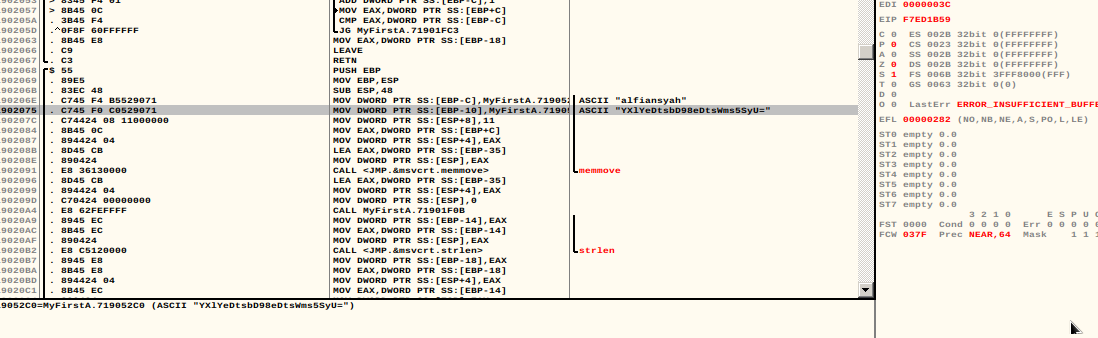 902053 > 8345 F4 01 ADD DWORD PTR SS:[EBP-C],1
902057 > 8B45 0C MOV EAX,DWORD PTR SS:[EBP+C]
90205A . 3B45 F4 CMP EAX,DWORD PTR SS:[EBP-C]
90205D .^0F8F 60FFFFFF JG MyFirstA.71901FC3
902063 . 8B45 E8 MOV EAX,DWORD PTR SS:[EBP-18]
902066 . C9 LEAVE
902067 . C3 RETN
902068 $ 55 PUSH EBP
902069 . 89E5 MOV EBP,ESP
90206B . 83EC 48 SUB ESP,48
90206E . C745 F4 B5529071 MOV DWORD PTR SS:[EBP-C],MyFirstA.719052 ASCII "alfiansyah"
902075 . C745 F0 C0529071 MOV DWORD PTR SS:[EBP-10],MyFirstA.71905 ASCII "YXlYeDtsbD98eDtsWms5SyU="
90207C . C74424 08 11000000 MOV DWORD PTR SS:[ESP+8],11
902084 . 8B45 0C MOV EAX,DWORD PTR SS:[EBP+C]
902087 . 894424 04 MOV DWORD PTR SS:[ESP+4],EAX
90208B . 8D45 CB LEA EAX,DWORD PTR SS:[EBP-35]
90208E . 890424 MOV DWORD PTR SS:[ESP],EAX
902091 . E8 36130000 CALL <JMP.&msvcrt.memmove> memmove
902096 . 8D45 CB LEA EAX,DWORD PTR SS:[EBP-35]
902099 . 894424 04 MOV DWORD PTR SS:[ESP+4],EAX
90209D . C70424 00000000 MOV DWORD PTR SS:[ESP],0
9020A4 . E8 62FEFFFF CALL MyFirstA.71901F0B
9020A9 . 8945 EC MOV DWORD PTR SS:[EBP-14],EAX
9020AC . 8B45 EC MOV EAX,DWORD PTR SS:[EBP-14]
9020AF . 890424 MOV DWORD PTR SS:[ESP],EAX
9020B2 . E8 C5120000 CALL <JMP.&msvcrt.strlen> strlen
9020B7 . 8945 E8 MOV DWORD PTR SS:[EBP-18],EAX
9020BA . 8B45 E8 MOV EAX,DWORD PTR SS:[EBP-18]
9020BD . 894424 04 MOV DWORD PTR SS:[ESP+4],EAX
9020C1 . 8B45 EC MOV EAX,DWORD PTR SS:[EBP-14]
9052C0=MyFirstA.719052C0 (ASCII "YXlYeDtsbD98eDtsWms5SyU=")
EDI 0000003C
EIP F7ED1B59
C 0 ES 002B 32bit 0(FFFFFFFF)
P 0 CS 0023 32bit 0(FFFFFFFF)
A 0 SS 002B 32bit 0(FFFFFFFF)
Z 0 DS 002B 32bit 0(FFFFFFFF)
S 1 FS 006B 32bit 3FFF8000(FFF)
T 0 GS 0063 32bit 0(0)
D 0
O 0 LastErr ERROR_INSUFFICIENT_BUFFE
EFL 00000282 (NO,NB,NE,A,S,PO,L,LE)
ST0 empty 0.0
ST1 empty 0.0
ST2 empty 0.0
ST3 empty 0.0
ST4 empty 0.0
ST5 empty 0.0
ST6 empty 0.0
ST7 empty 0.0
3 2 1 0 E S P U O
FST 0000 Cond 0 0 0 0 Err 0 0 0 0 0
FCW 037F Prec NEAR,64 Mask 1 1 1